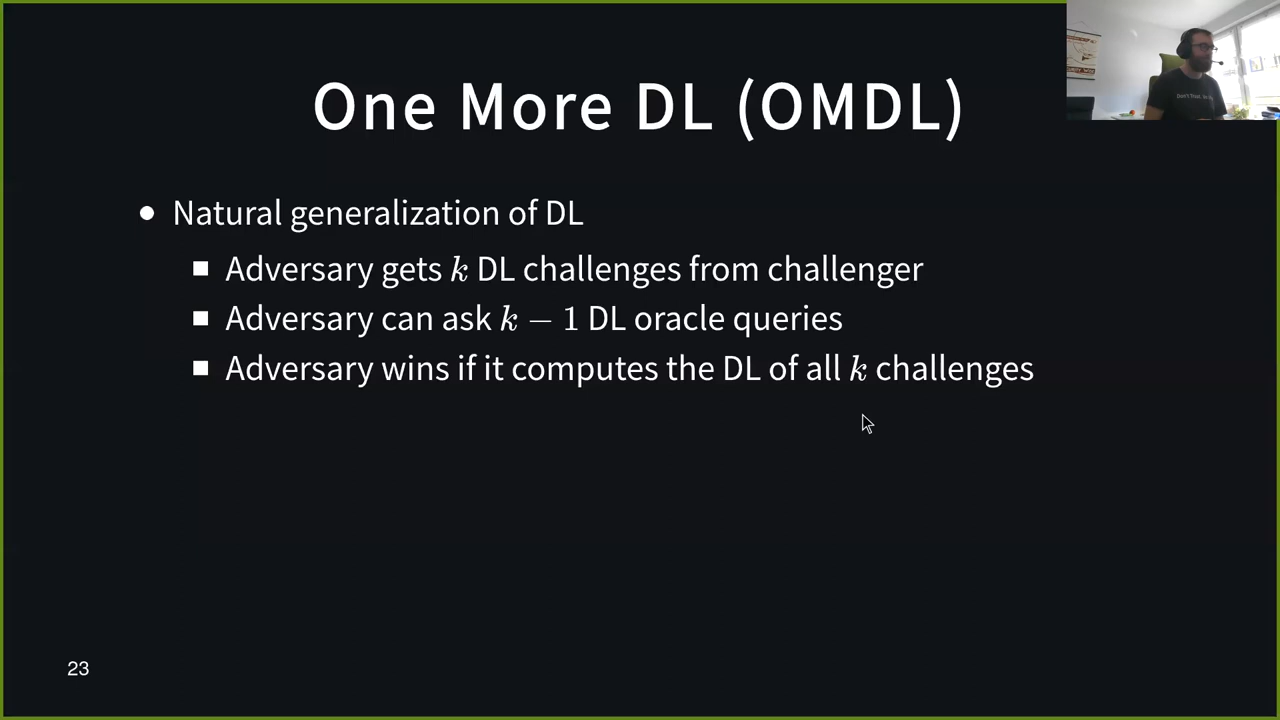 One More DL (OMDL)
• Natural generalization of DL
▪ Adversary gets k DL challenges from challenger
▪ Adversary can ask k − 1 DL oracle queries
▪ Adversary wins if it computes the DL of all k challenges
23